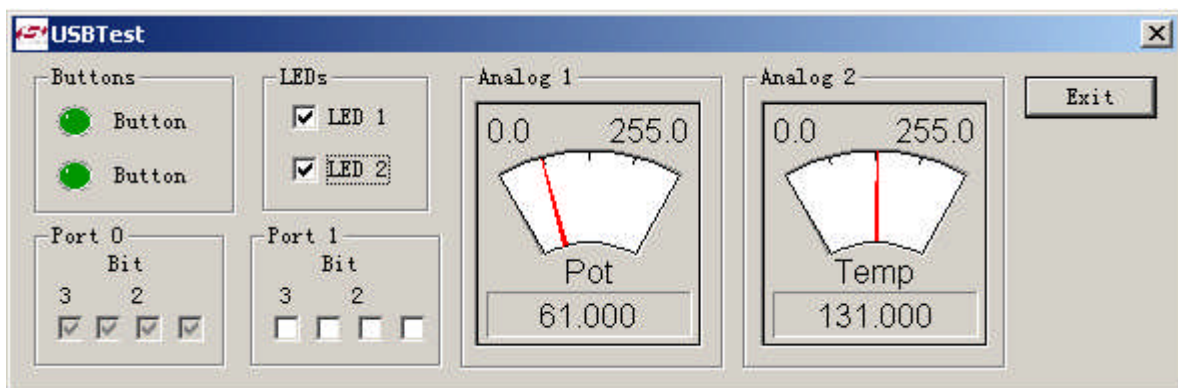 USBTest
Buttons
Button
Button
LEDs
LED 1
LED 2
Port 0
Bit
3 2
Port 1
Bit
3 2
Analog 1
0.0 255.0
Pot
61.000
Analog 2
0.0 255.0
Temp
131.000
Exit